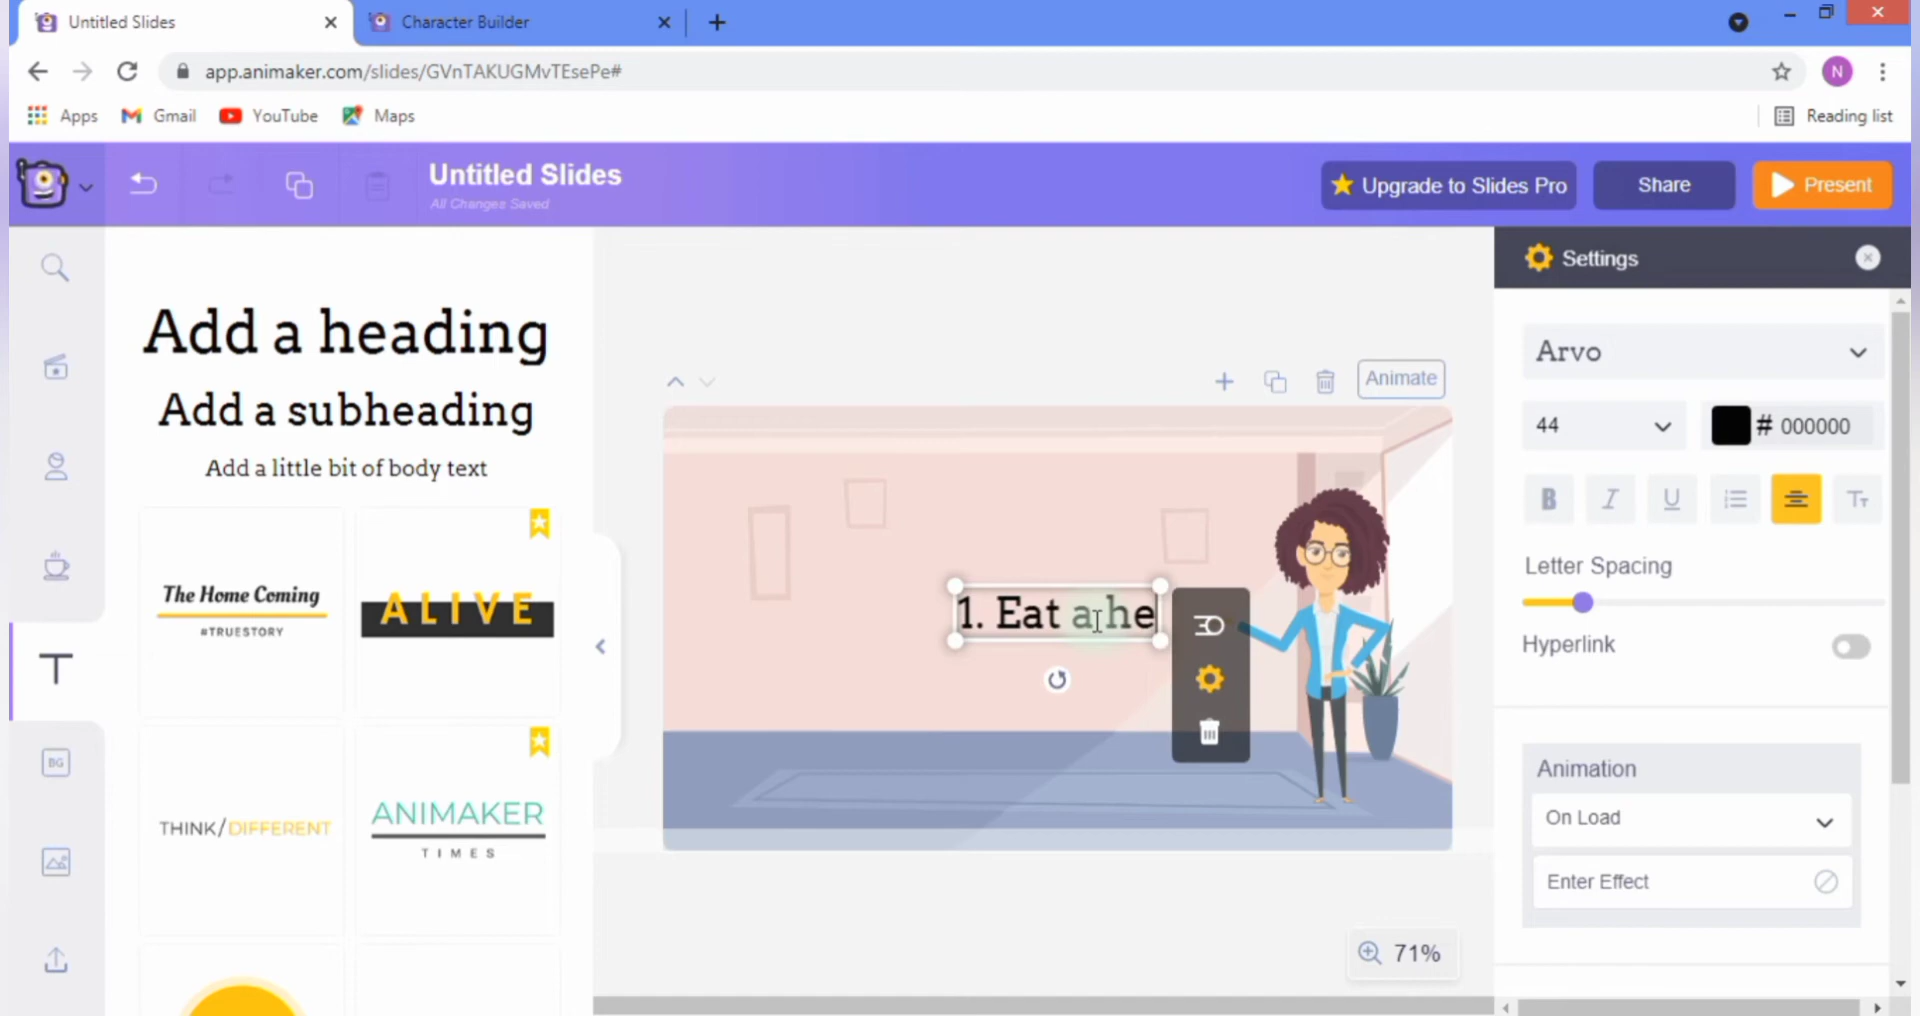 Untitled Slides
Character Builder
app.animaker.com/slides/GVnTAKUGMvTEsePe#
N
Apps
Gmail
YouTube
Maps
Reading list
Untitled Slides
All Changes Saved
Upgrade to Slides Pro
Share
Present
Settings
Add a heading
Add a subheading
Add a little bit of body text
The Home Coming
#TRUESTORY
ALIVE
THINK/DIFFERENT
ANIMAKER
TIMES
T
BG
Animate
1. Eat a he
71%
Arvo
44
# 000000
B I U Tт
Letter Spacing
Hyperlink
Animation
On Load
Enter Effect